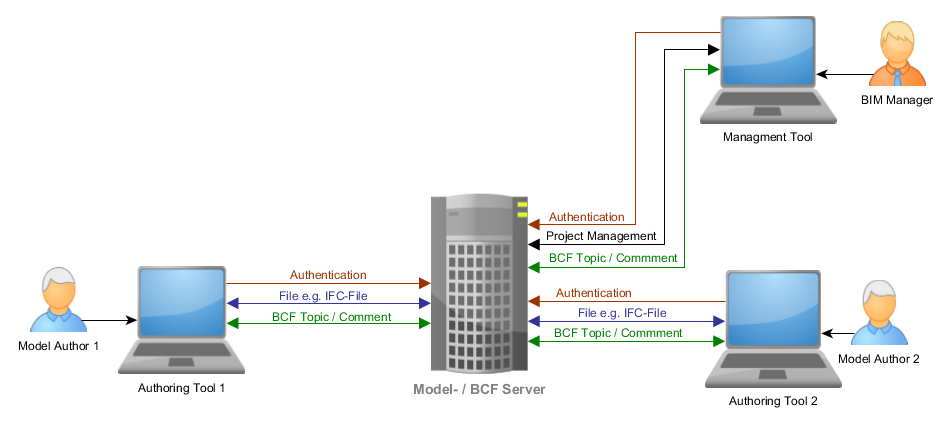 BIM Manager
Managment Tool
Authentication
Project Management
BCF Topic / Commment
Authentication
File e.g. IFC-File
BCF Topic / Comment
Model Author 1
Authoring Tool 1
Authentication
File e.g. IFC-File
BCF Topic / Commment
Model Author 2
Authoring Tool 2
Model- / BCF Server